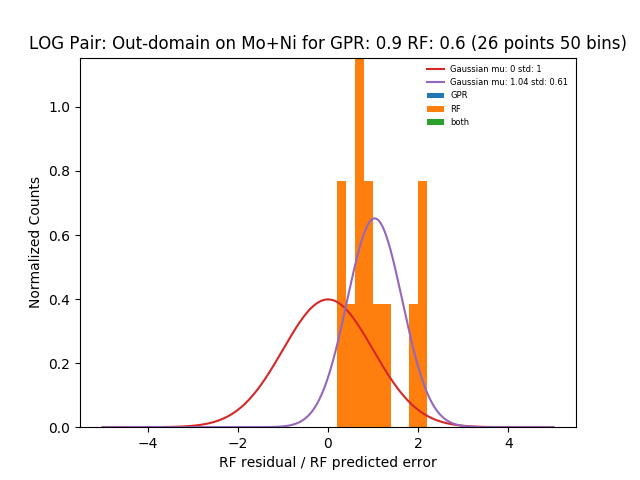 LOG Pair: Out-domain on Mo+Ni for GPR: 0.9 RF: 0.6 (26 points 50 bins)
Gaussian mu: 0 std: 1
Gaussian mu: 1.04 std: 0.61
GPR
RF
both
Normalized Counts
1.0
0.8
0.6
0.4
0.2
0.0
−4
−2
0
2
4
RF residual / RF predicted error